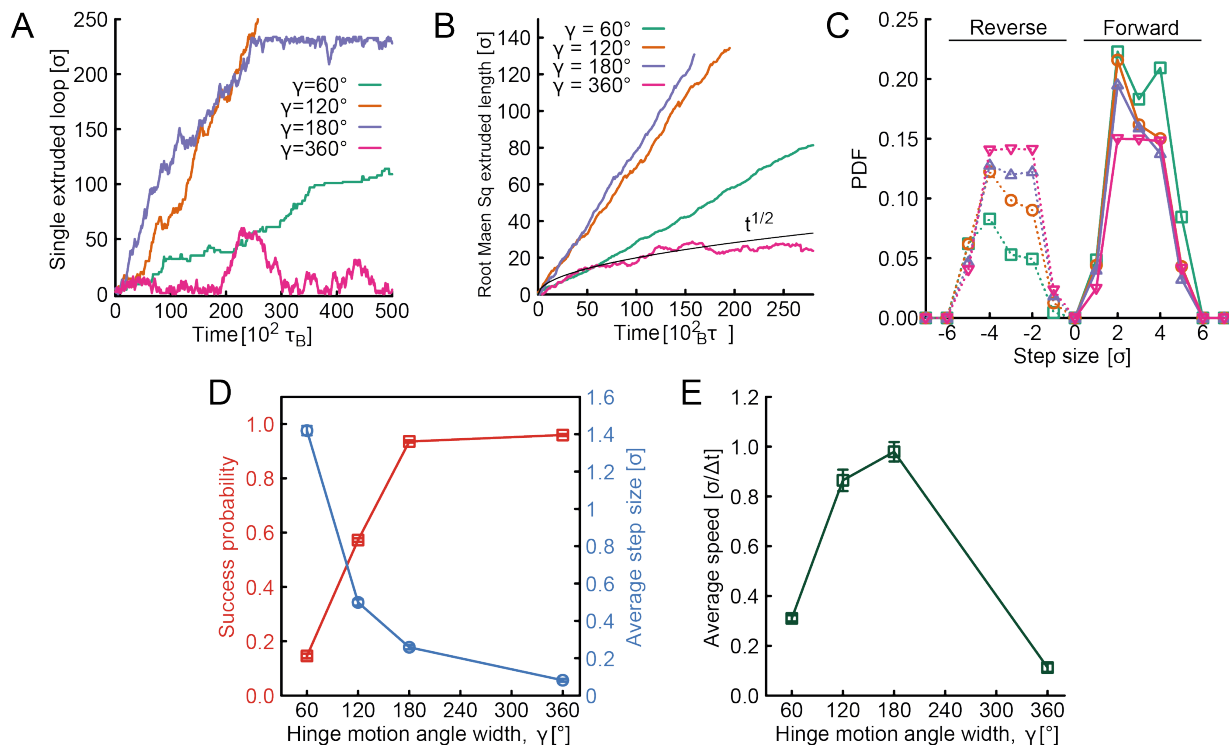 A
Single extruded loop [σ]
250
200
150
100
50
0
0 100 200 300 400 500
Time [10² τB]
γ=60°
γ=120°
γ=180°
γ=360°
B
Root Maen Sq extruded length [σ]
140
120
100
80
60
40
20
0
0 50 100 150 200 250
Time [10²Bτ ]
γ = 60°
γ = 120°
γ = 180°
γ = 360°
t1/2
C
Reverse Forward
PDF
0.25
0.20
0.15
0.10
0.05
0.00
-6 -4 -2 0 2 4 6
Step size [σ]
D
Success probability
1.0
0.8
0.6
0.4
0.2
0.0
Average step size [σ]
1.6
1.4
1.2
1
0.8
0.6
0.4
0.2
0
60 120 180 240 300 360
Hinge motion angle width, γ [°]
E
Average speed [σ/Δt]
1.2
1.0
0.8
0.6
0.4
0.2
0.0
60 120 180 240 300 360
Hinge motion angle width, γ [°]